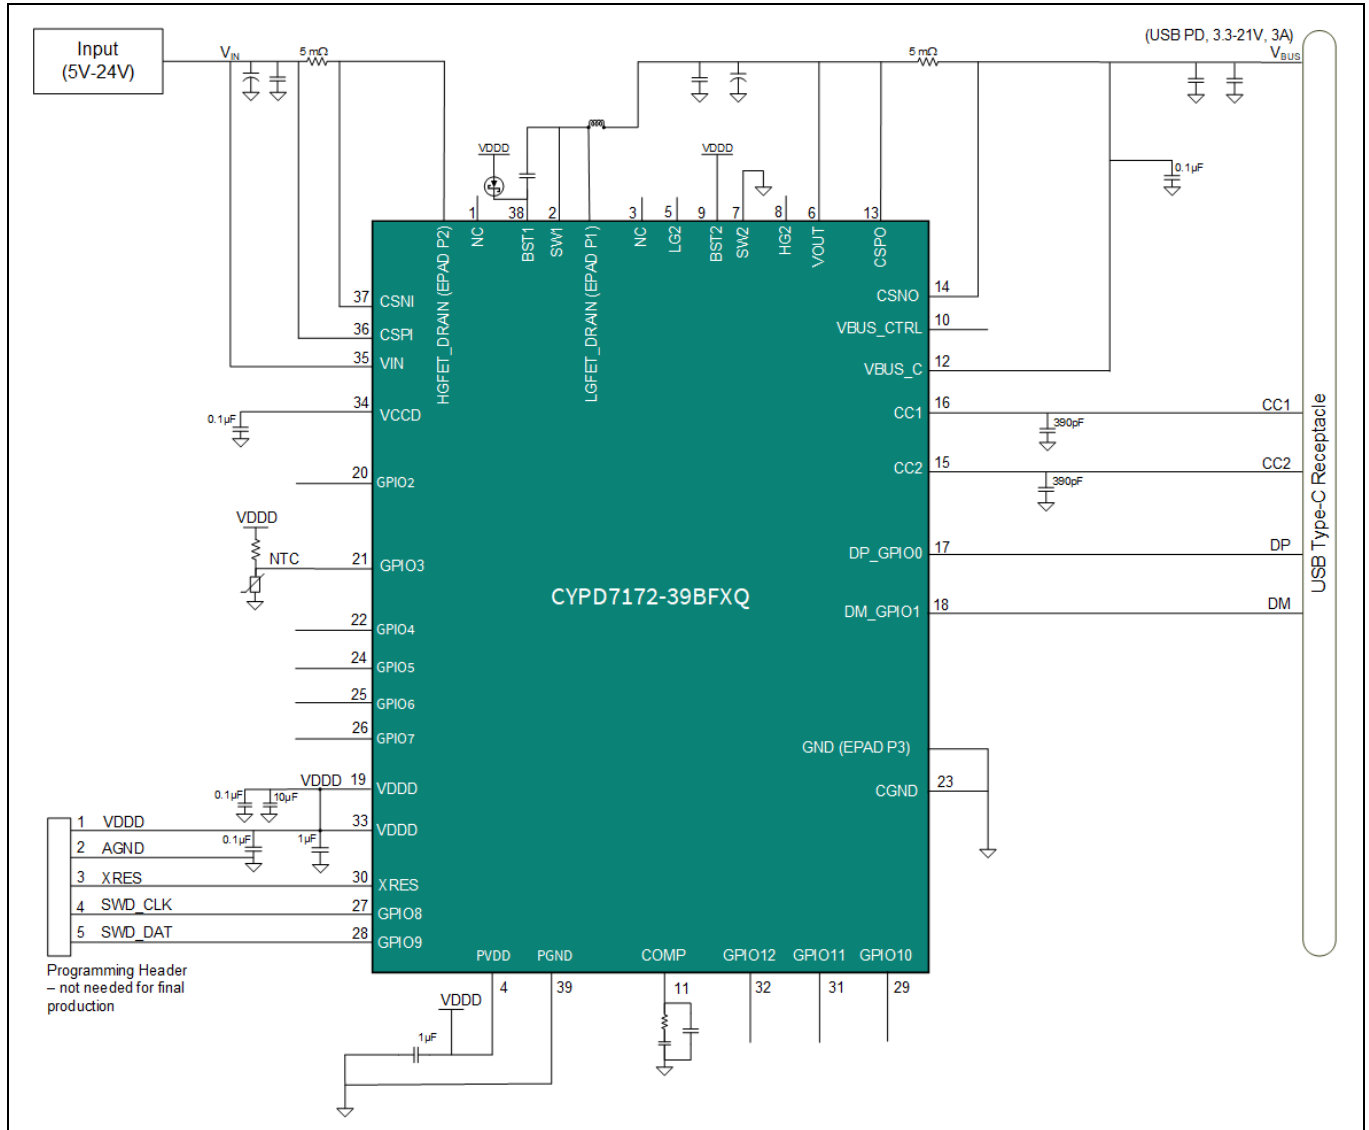 Input
(5V-24V)
VIN
5 mΩ
5 mΩ
(USB PD, 3.3-21V, 3A)
VBUS
VDDD
VDDD
0.1µF
1
38
2
3
5
9
7
8
6
13
HGFET_DRAIN (EPAD P2)
NC
BST1
SW1
LGFET_DRAIN (EPAD P1)
NC
LG2
BST2
SW2
HG2
VOUT
CSPO
37
CSNI
36
CSPI
35
VIN
34
VCCD
0.1µF
20
GPIO2
VDDD
NTC
21
GPIO3
22
GPIO4
24
GPIO5
25
GPIO6
26
GPIO7
VDDD
19
VDDD
0.1µF
10µF
33
VDDD
0.1µF
1µF
30
XRES
27
GPIO8
28
GPIO9
1
VDDD
2
AGND
3
XRES
4
SWD_CLK
5
SWD_DAT
Programming Header
– not needed for final
production
CYPD7172-39BFXQ
CSNO
14
VBUS_CTRL
10
VBUS_C
12
CC1
16
390pF
CC1
CC2
15
390pF
CC2
DP_GPIO0
17
DP
DM_GPIO1
18
DM
USB Type-C Receptacle
GND (EPAD P3)
CGND
23
PVDD
PGND
COMP
GPIO12
GPIO11
GPIO10
4
39
11
32
31
29
VDDD
1µF